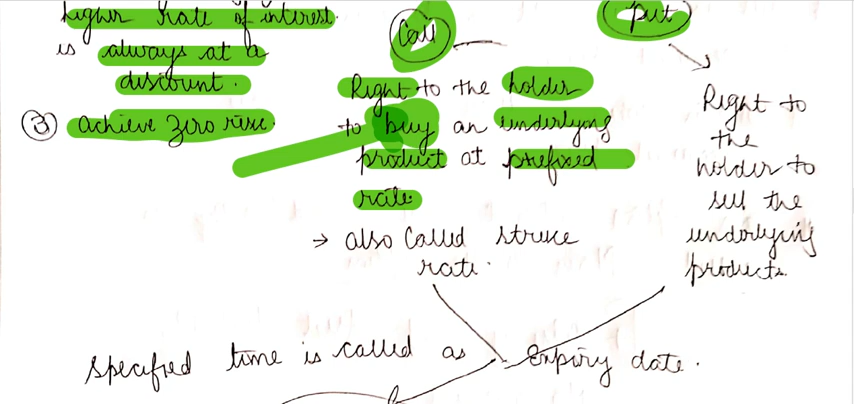 higher Rate of interest.
is always at a
discount.
③ achieve zero risk.
Call
Right to the holder
to buy an underlying
product at prefixed
rate.
→ also called strike
rate.
Put
Right to
the
holder to
sell the
underlying
products.
Specified time is called as Expiry date.